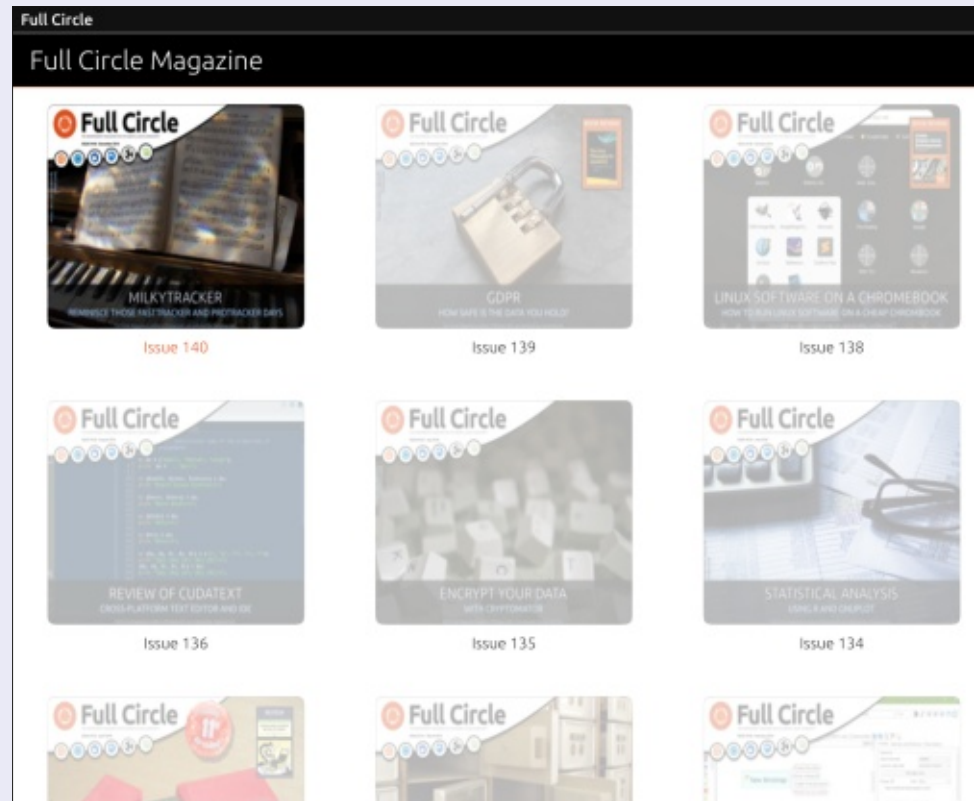 Full Circle
Full Circle Magazine
Full Circle
MILKYTRACKER
REMINISCE THOSE FASTTRACKER AND PROTRACKER DAYS
Issue 140
Full Circle
GDPR
HOW SAFE IS THE DATA YOU HOLD?
Issue 139
Full Circle
LINUX SOFTWARE ON A CHROMEBOOK
HOW TO RUN LINUX SOFTWARE ON A CHEAP CHROMEBOOK
Issue 138
Full Circle
REVIEW OF CUDATEXT
CROSS-PLATFORM TEXT EDITOR AND IDE
Issue 136
Full Circle
ENCRYPT YOUR DATA
WITH CRYPTOMATOR
Issue 135
Full Circle
STATISTICAL ANALYSIS
USING R AND GNUPLOT
Issue 134
Full Circle
Full Circle
Full Circle